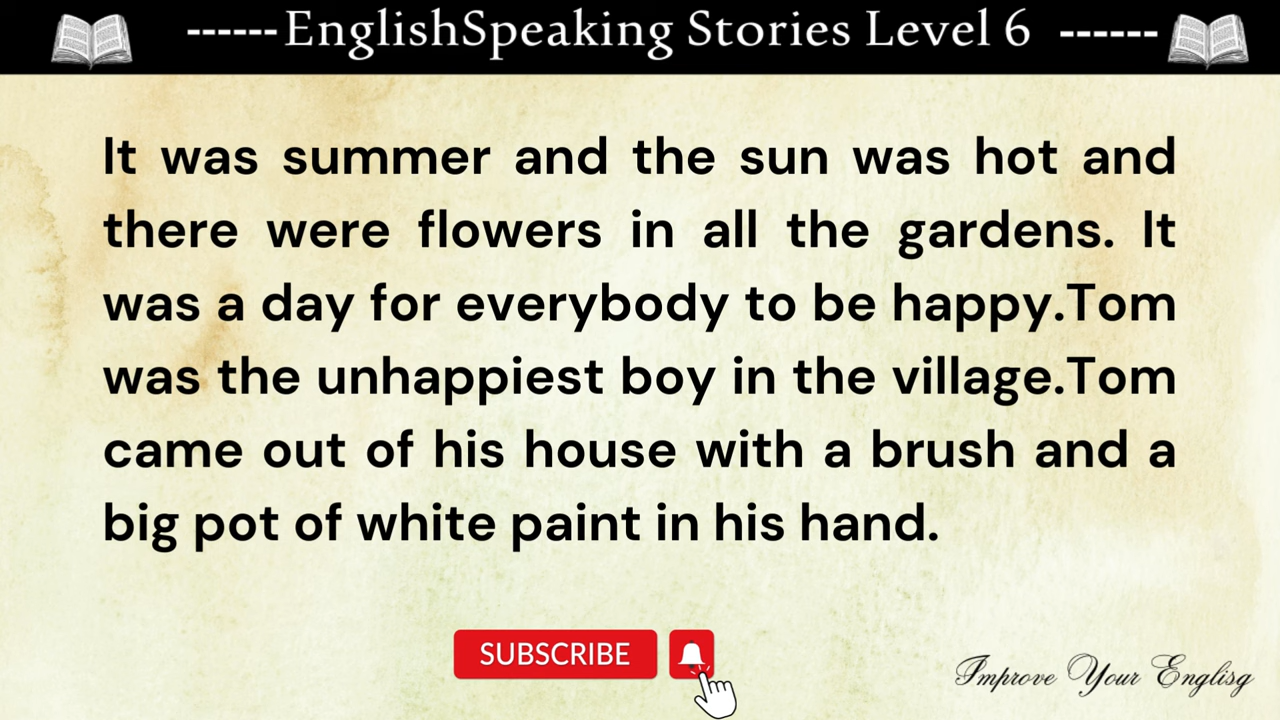 ------EnglishSpeaking Stories Level 6 ------
It was summer and the sun was hot and
there were flowers in all the gardens. It
was a day for everybody to be happy.Tom
was the unhappiest boy in the village.Tom
came out of his house with a brush and a
big pot of white paint in his hand.
SUBSCRIBE
Improve Your Englisg